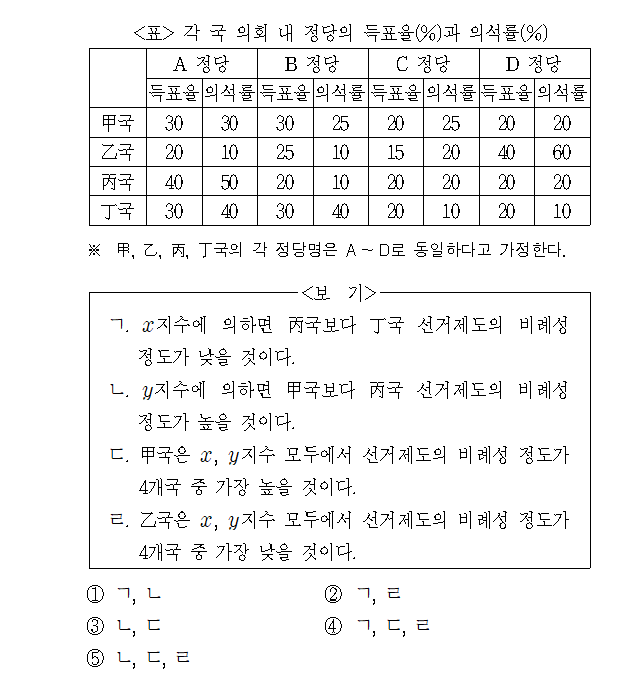 <표> 각 국 의회 내 정당의 득표율(%)과 의석률(%)
A 정당 B 정당 C 정당 D 정당
득표율 의석률 득표율 의석률 득표율 의석률 득표율 의석률
甲국 30 30 30 25 20 25 20 20
乙국 20 10 25 10 15 20 40 60
丙국 40 50 20 10 20 20 20 20
丁국 30 40 30 40 20 10 20 10
※ 甲, 乙, 丙, 丁국의 각 정당명은 A ~ D로 동일하다고 가정한다.
<보 기>
ㄱ. x지수에 의하면 丙국보다 丁국 선거제도의 비례성
정도가 낮을 것이다.
ㄴ. y지수에 의하면 甲국보다 丙국 선거제도의 비례성
정도가 높을 것이다.
ㄷ. 甲국은 x, y지수 모두에서 선거제도의 비례성 정도가
4개국 중 가장 높을 것이다.
ㄹ. 乙국은 x, y지수 모두에서 선거제도의 비례성 정도가
4개국 중 가장 낮을 것이다.
① ㄱ, ㄴ ② ㄱ, ㄹ
③ ㄴ, ㄷ ④ ㄱ, ㄷ, ㄹ
⑤ ㄴ, ㄷ, ㄹ